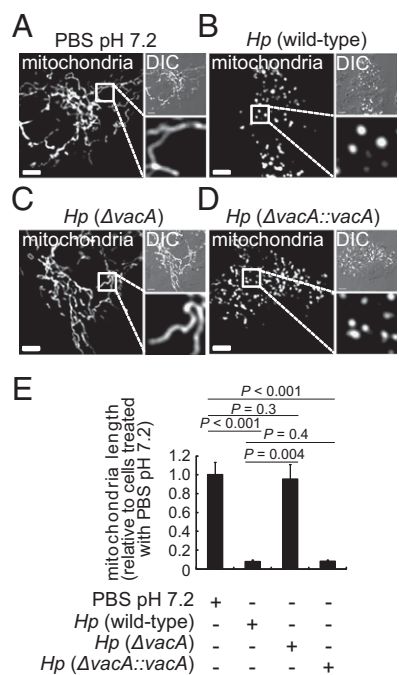 A PBS pH 7.2 B Hp (wild-type)
mitochondria DIC mitochondria DIC
C Hp (ΔvacA) D Hp (ΔvacA::vacA)
mitochondria DIC mitochondria DIC
E
P < 0.001
P = 0.3
P < 0.001 P = 0.4
P = 0.004
mitochondria length
(relative to cells treated
with PBS pH 7.2)
1.2
1.0
0.8
0.6
0.4
0.2
0
PBS pH 7.2 + - - -
Hp (wild-type) - + - -
Hp (ΔvacA) - - + -
Hp (ΔvacA::vacA) - - - +